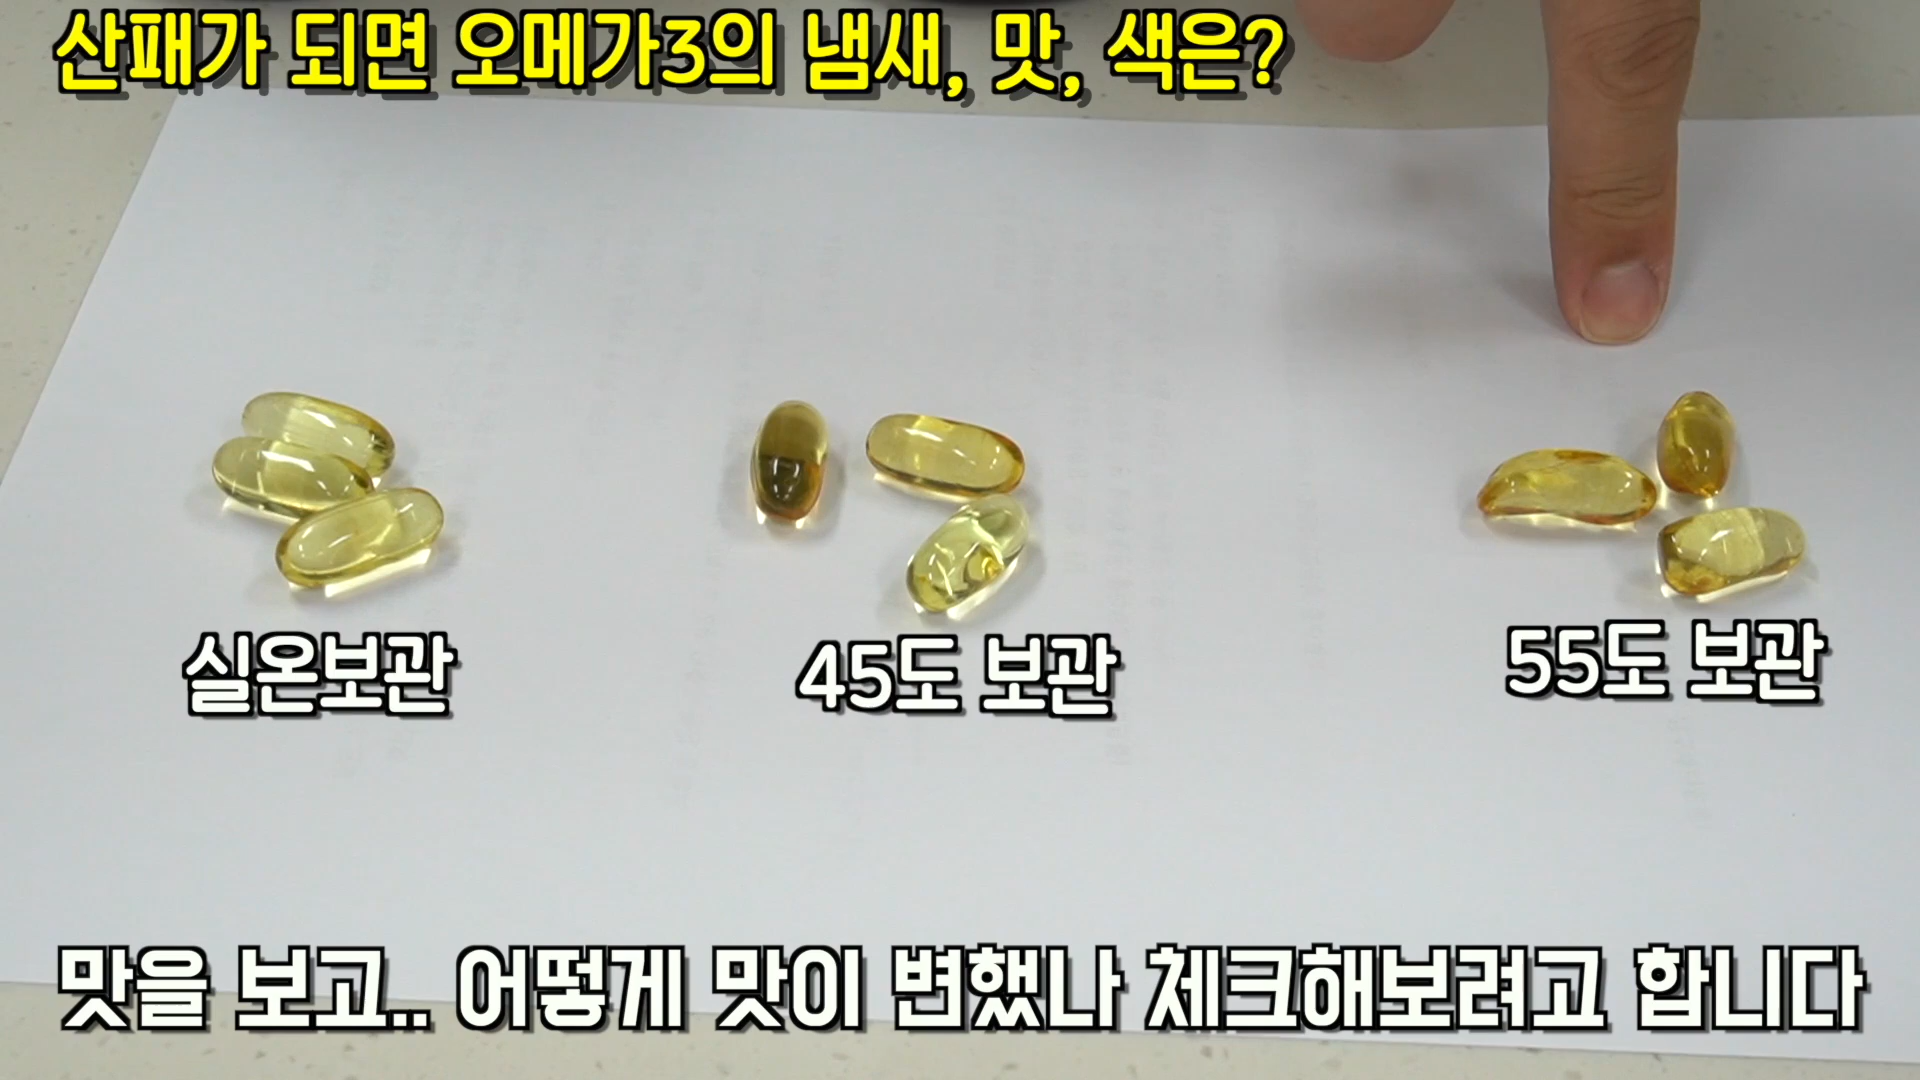 산패가 되면 오메가3의 냄새, 맛, 색은?
실온보관
45도 보관
55도 보관
맛을 보고.. 어떻게 맛이 변했나 체크해보려고 합니다